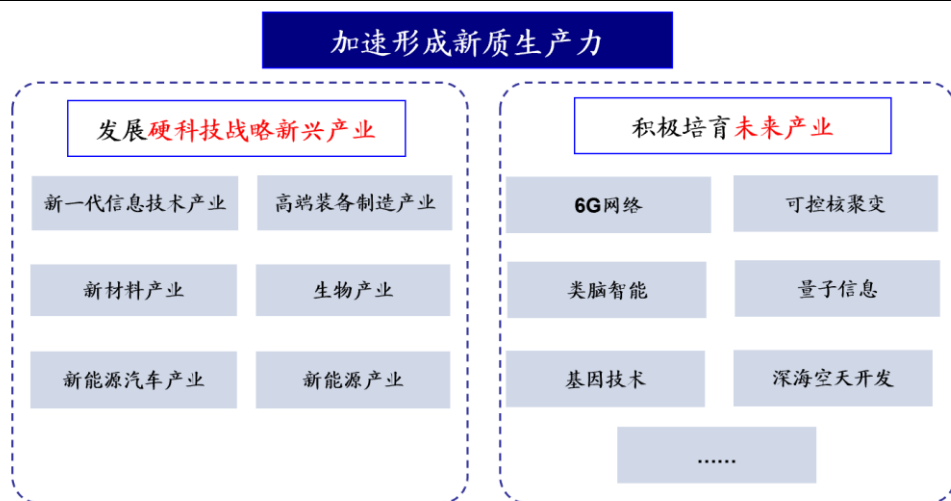 加速形成新质生产力
发展硬科技战略新兴产业
新一代信息技术产业
高端装备制造产业
新材料产业
生物产业
新能源汽车产业
新能源产业
积极培育未来产业
6G网络
可控核聚变
类脑智能
量子信息
基因技术
深海空天开发
......